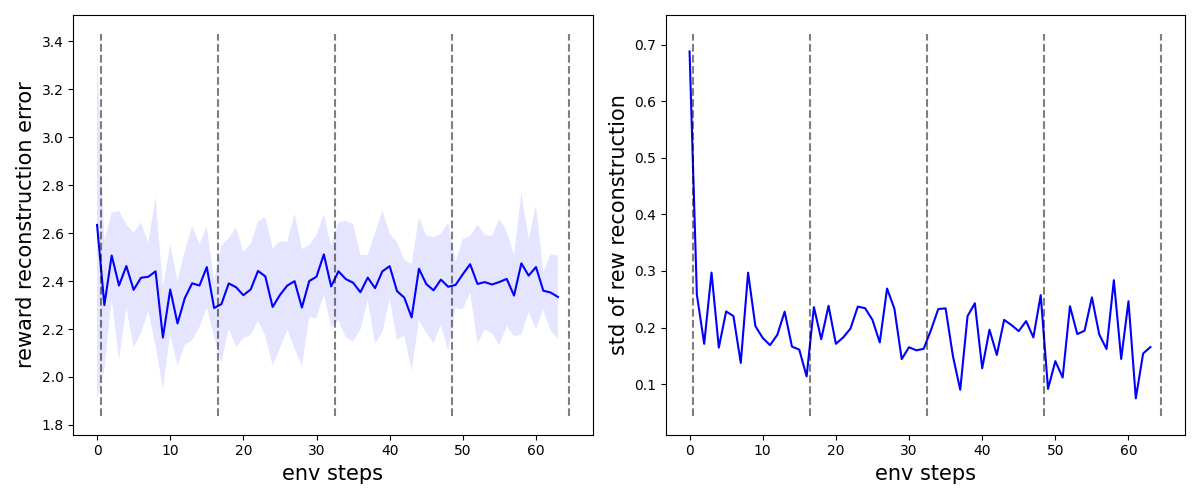 reward reconstruction error
3.4
3.2
3.0
2.8
2.6
2.4
2.2
2.0
1.8
0 10 20 30 40 50 60
env steps
std of rew reconstruction
0.7
0.6
0.5
0.4
0.3
0.2
0.1
0 10 20 30 40 50 60
env steps